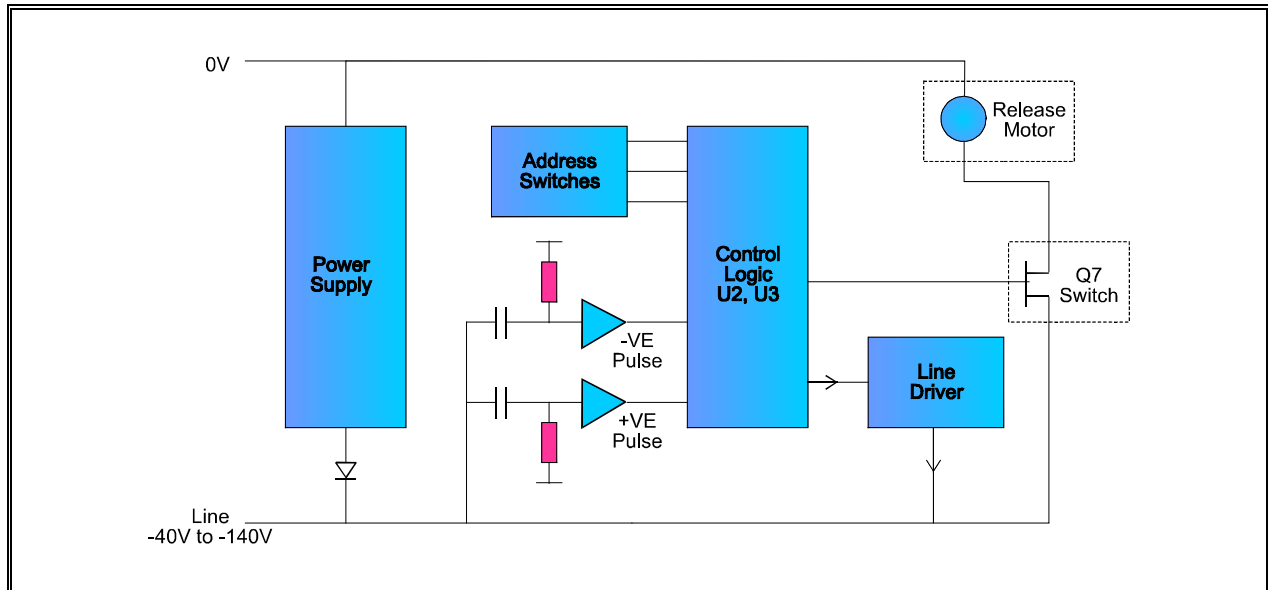 0V
Release
Motor
Address
Switches
Power
Supply
Control
Logic
U2, U3
Q7
Switch
-VE
Pulse
+VE
Pulse
Line
Driver
Line
-40V to -140V